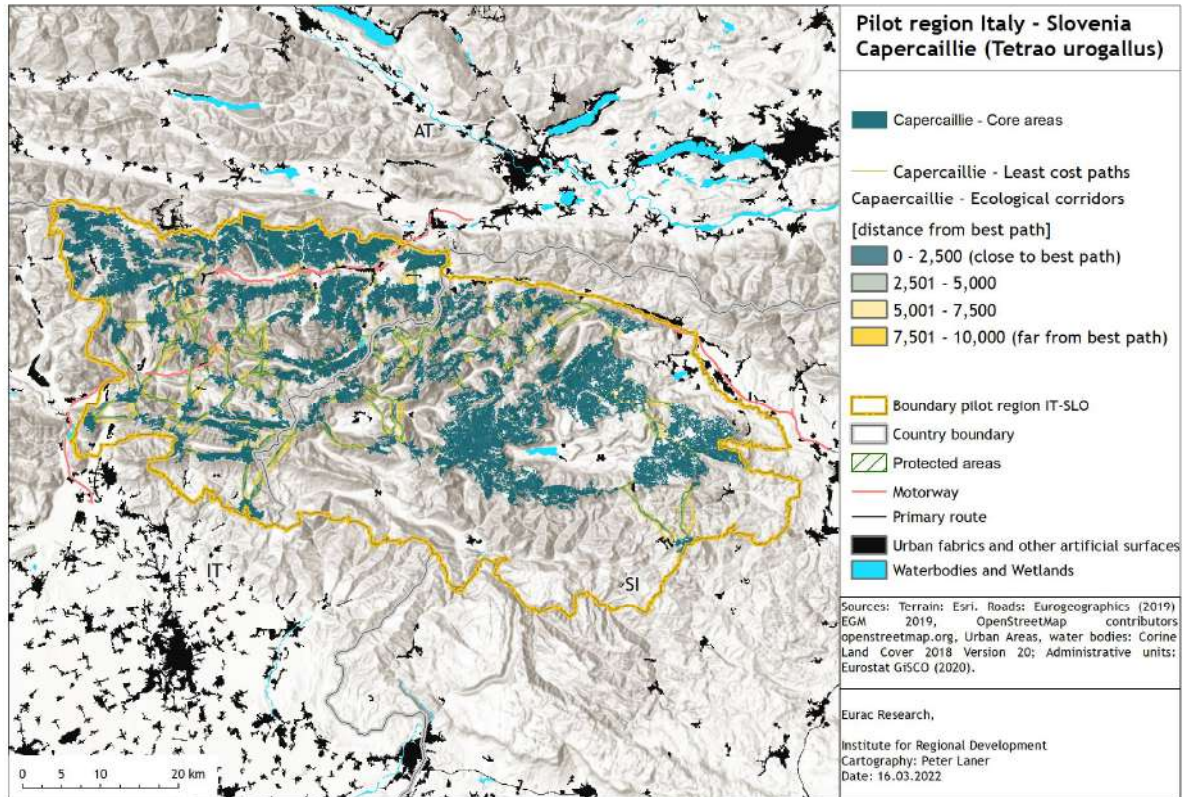 Pilot region Italy - Slovenia
Capercaillie (Tetrao urogallus)
Capercaillie - Core areas
Capercaillie - Least cost paths
Capaercaillie - Ecological corridors
[distance from best path]
0 - 2,500 (close to best path)
2,501 - 5,000
5,001 - 7,500
7,501 - 10,000 (far from best path)
Boundary pilot region IT-SLO
Country boundary
Protected areas
Motorway
Primary route
Urban fabrics and other artificial surfaces
Waterbodies and Wetlands
Sources: Terrain: Esri. Roads: Eurogeographics (2019)
EGM 2019, OpenStreetMap contributors
openstreetmap.org, Urban Areas, water bodies: Corine
Land Cover 2018 Version 20; Administrative units:
Eurostat GiSCO (2020).
Eurac Research,
Institute for Regional Development
Cartography: Peter Laner
Date: 16.03.2022
AT
IT
SI
0 5 10 20 km